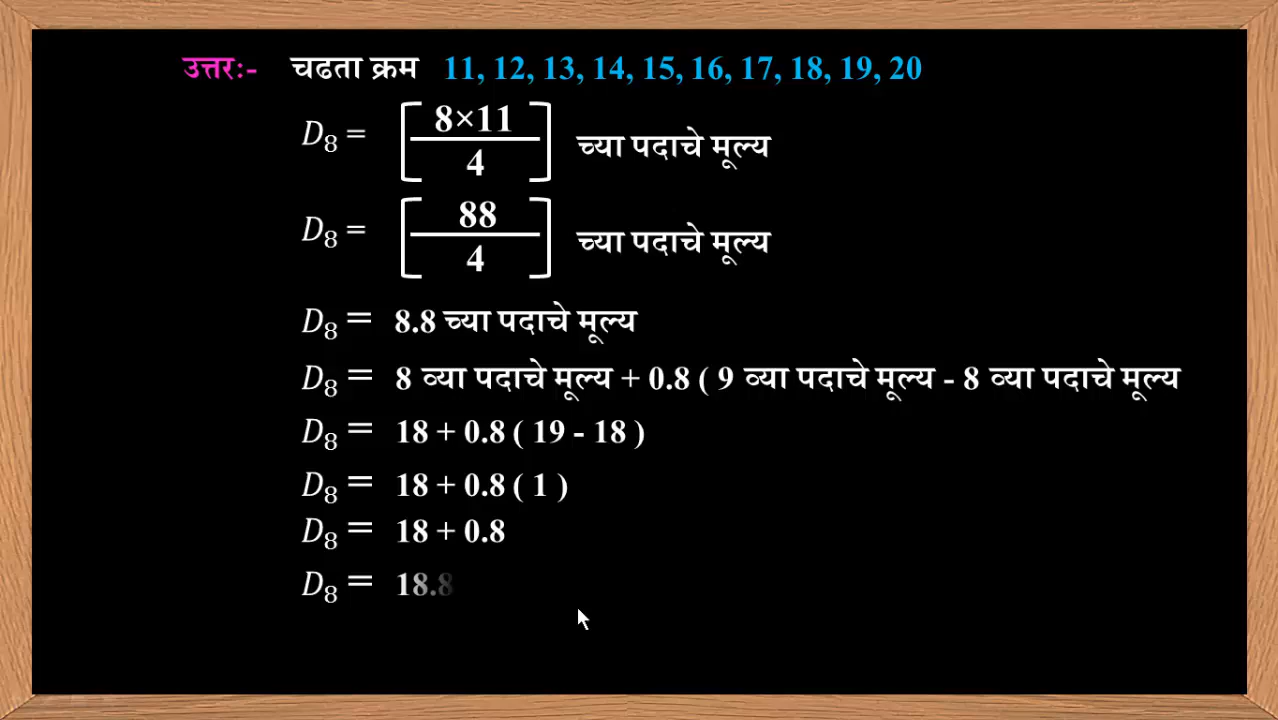 उत्तरः- चढता क्रम 11, 12, 13, 14, 15, 16, 17, 18, 19, 20
D₈ = [ 8×11 / 4 ] च्या पदाचे मूल्य
D₈ = [ 88 / 4 ] च्या पदाचे मूल्य
D₈ = 8.8 च्या पदाचे मूल्य
D₈ = 8 व्या पदाचे मूल्य + 0.8 ( 9 व्या पदाचे मूल्य - 8 व्या पदाचे मूल्य
D₈ = 18 + 0.8 ( 19 - 18 )
D₈ = 18 + 0.8 ( 1 )
D₈ = 18 + 0.8
D₈ = 18.8